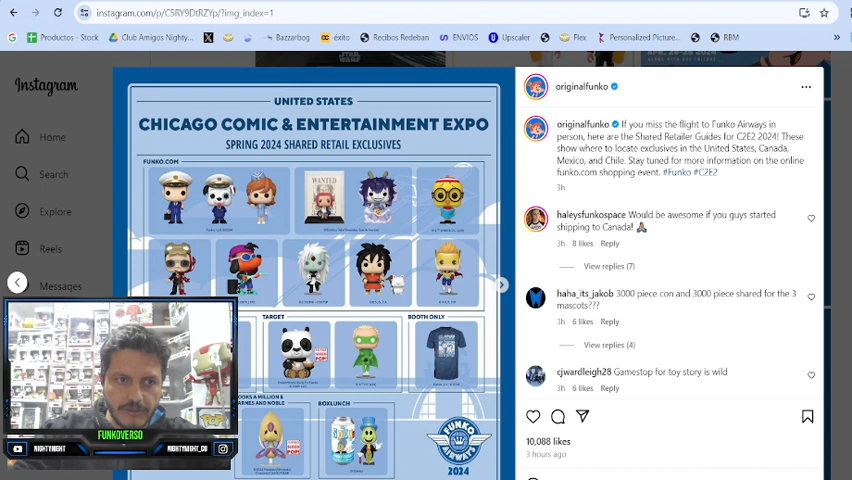 instagram.com/p/C5RY9DtRZYp/?img_index=1
Productos - Stock
Club Amigos Nighty...
Bazzarbog
éxito
Recibos Redeban
ENVIOS
Upscaler
Flex
Personalized Picture...
RBM
Instagram
Home
Search
Explore
Reels
Messages
STAR WARS
UNITED STATES
CHICAGO COMIC & ENTERTAINMENT EXPO
SPRING 2024 SHARED RETAIL EXCLUSIVES
FUNKO.COM
WANTED
TARGET
BOOTH ONLY
BOXLUNCH
FUNKO
AIRWAYS
2024
FUNKOVERSO
NIGHTYNIGHT
NIGHTYNIGHT_CO
originalfunko
originalfunko If you miss the flight to Funko Airways in
person, here are the Shared Retailer Guides for C2E2 2024! These
show where to locate exclusives in the United States, Canada,
Mexico, and Chile. Stay tuned for more information on the online
funko.com shopping event. #Funko #C2E2
3h
haleysfunkospace Would be awesome if you guys started
shipping to Canada!
3h 8 likes Reply
View replies (7)
haha_its_jakob 3000 piece con and 3000 piece shared for the 3
mascots???
3h 6 likes Reply
View replies (4)
cjwardleigh28 Gamestop for toy story is wild
3h 6 likes Reply
10,088 likes
3 hours ago